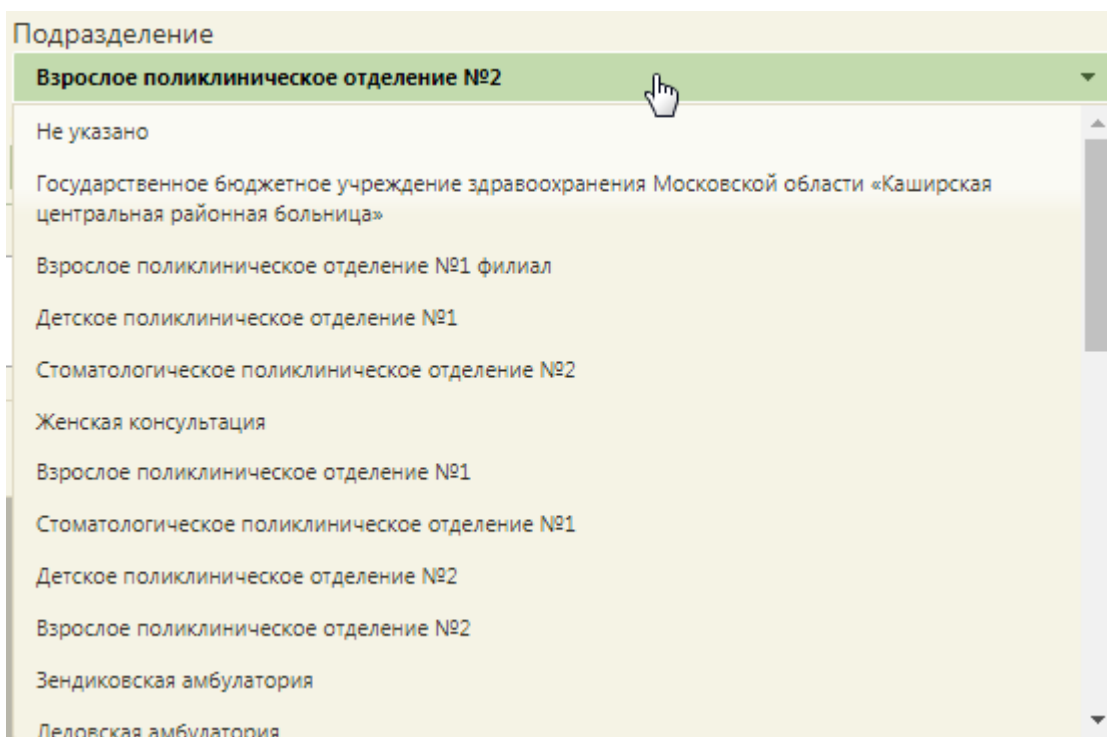 Подразделение
Взрослое поликлиническое отделение №2
Не указано
Государственное бюджетное учреждение здравоохранения Московской области «Каширская
центральная районная больница»
Взрослое поликлиническое отделение №1 филиал
Детское поликлиническое отделение №1
Стоматологическое поликлиническое отделение №2
Женская консультация
Взрослое поликлиническое отделение №1
Стоматологическое поликлиническое отделение №1
Детское поликлиническое отделение №2
Взрослое поликлиническое отделение №2
Зендиковская амбулатория
Ледовская амбулатория